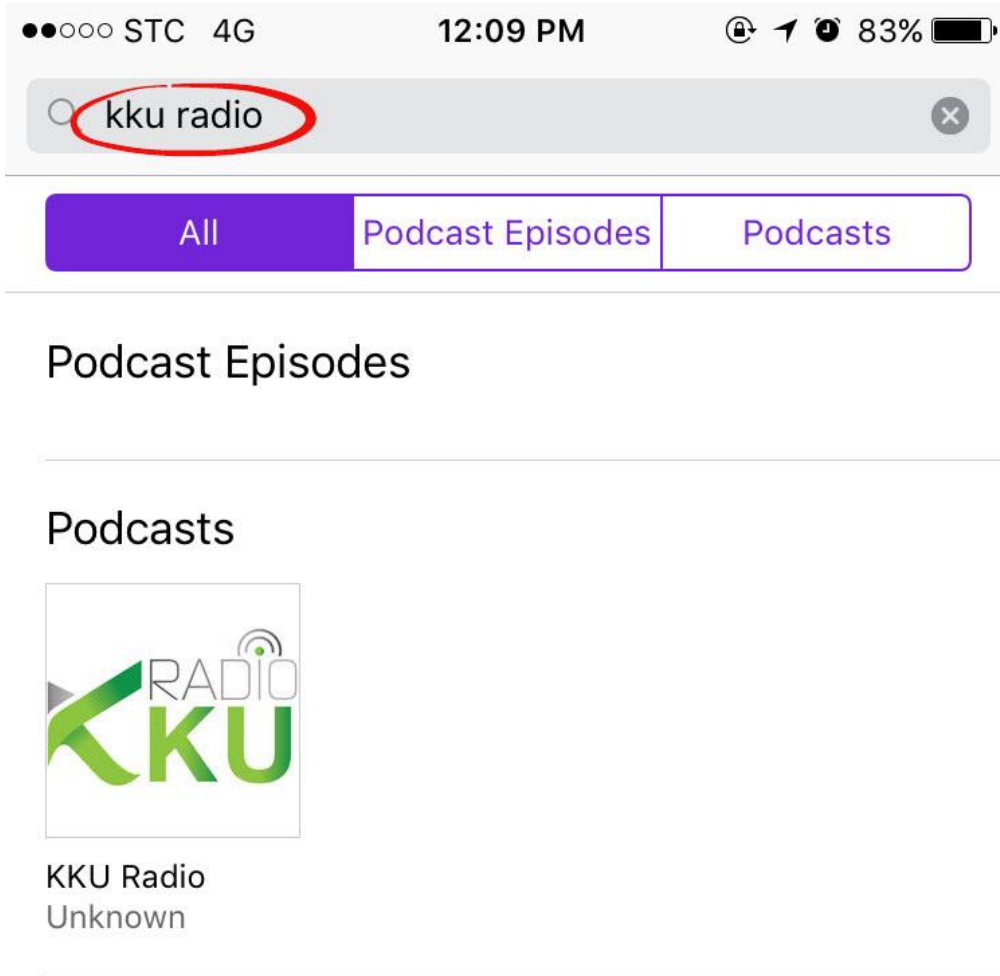 STC 4G 12:09 PM 83%
kku radio
All Podcast Episodes Podcasts
Podcast Episodes
Podcasts
RADIO
KKU
KKU Radio
Unknown